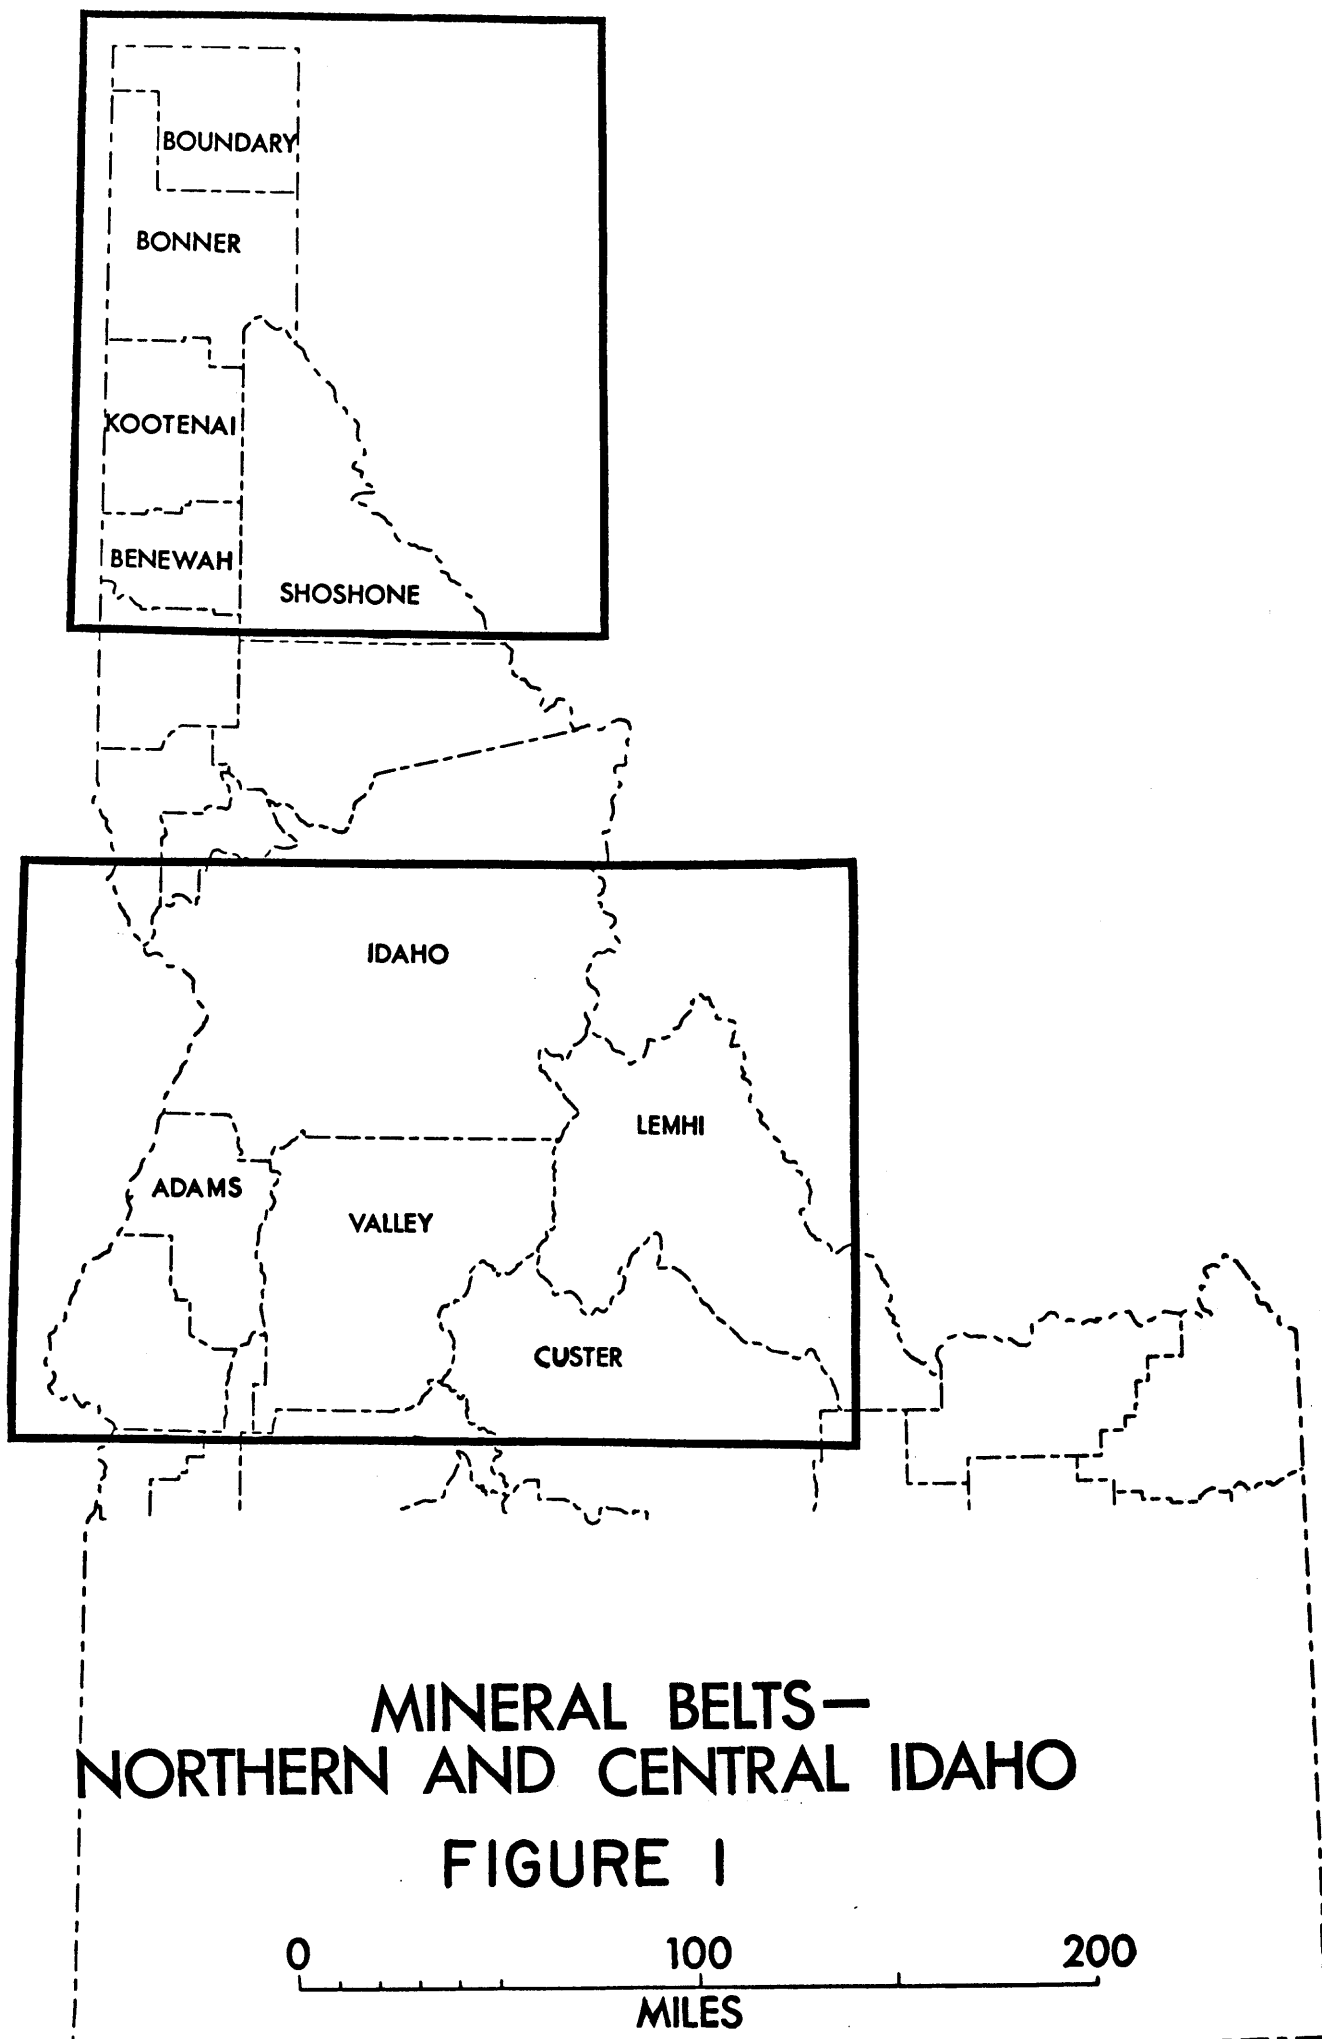 BOUNDARY
BONNER
KOOTENAI
BENEWAH
SHOSHONE
IDAHO
LEMHI
ADAMS
VALLEY
CUSTER
MINERAL BELTS—
NORTHERN AND CENTRAL IDAHO
FIGURE 1
0 100 200
MILES